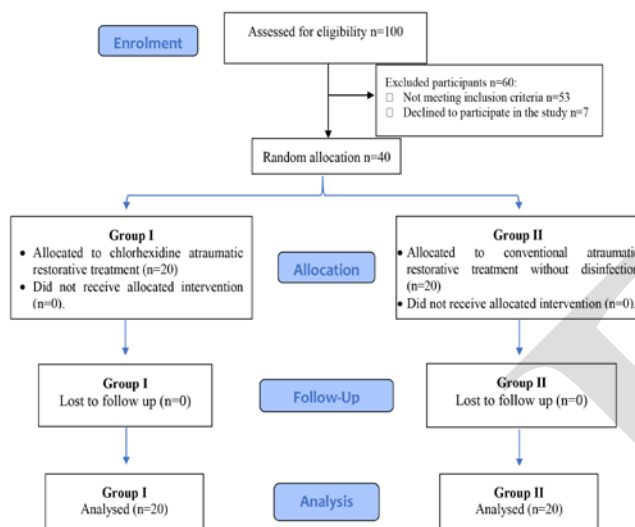 Enrolment
Assessed for eligibility n=100
Excluded participants n=60:
Not meeting inclusion criteria n=53
Declined to participate in the study n=7
Random allocation n=40
Group I
• Allocated to chlorhexidine atraumatic
restorative treatment (n=20)
• Did not receive allocated intervention
(n=0).
Allocation
Group II
• Allocated to conventional atraumatic
restorative treatment without disinfection
(n=20)
• Did not receive allocated intervention (n=0).
Group I
Lost to follow up (n=0)
Follow-Up
Group II
Lost to follow up (n=0)
Group I
Analysed (n=20)
Analysis
Group II
Analysed (n=20)